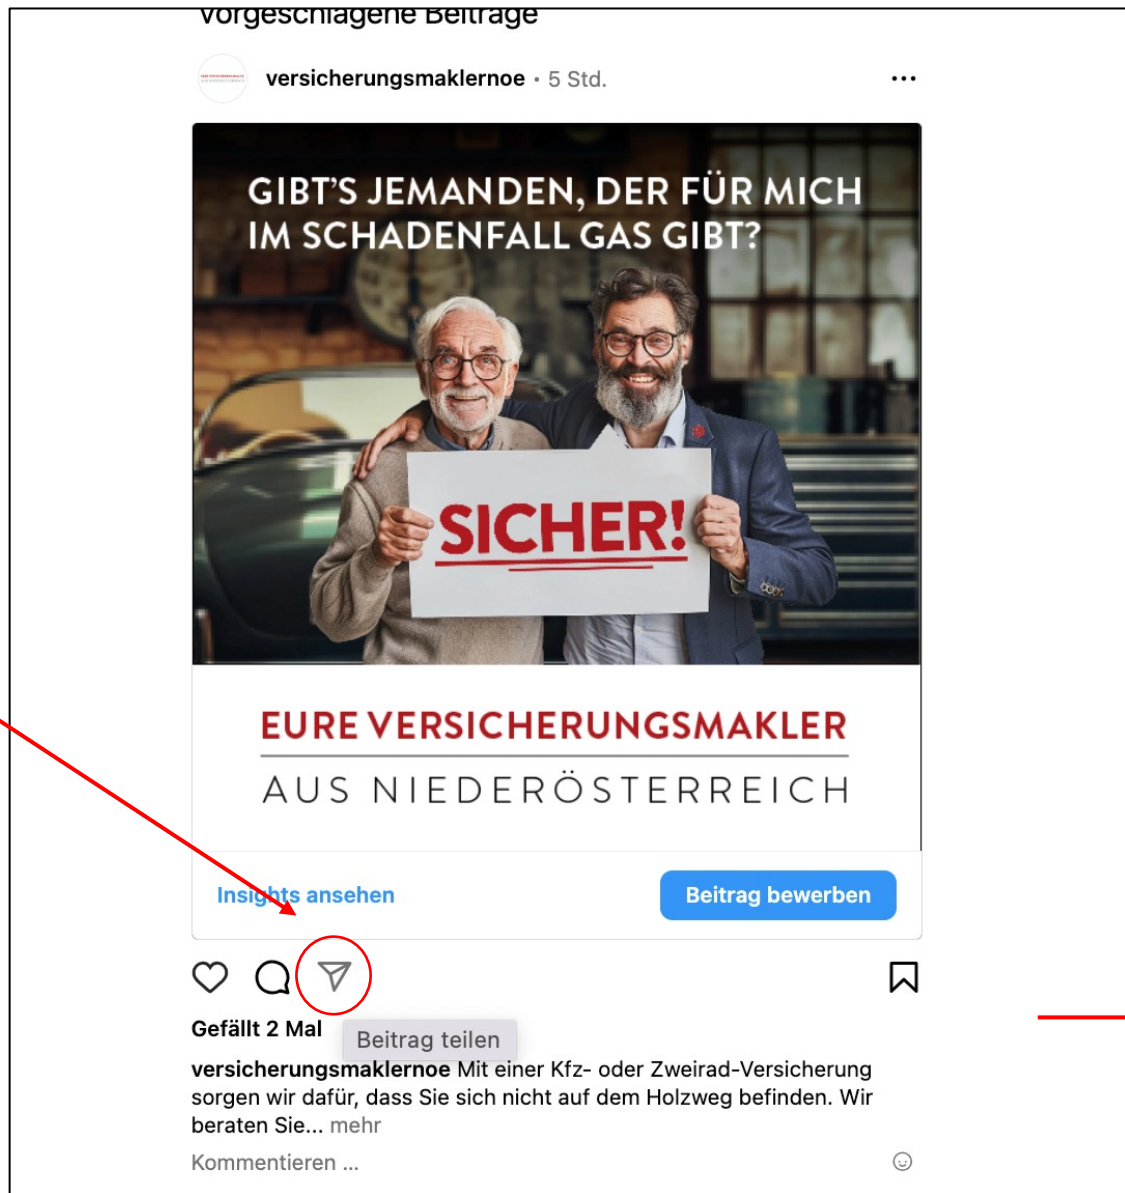 Vorgeschlagene Beiträge
versicherungsmaklernoe • 5 Std.
GIBT'S JEMANDEN, DER FÜR MICH
IM SCHADENFALL GAS GIBT?
SICHER!
EURE VERSICHERUNGSMAKLER
AUS NIEDERÖSTERREICH
Insights ansehen
Beitrag bewerben
Gefällt 2 Mal
Beitrag teilen
versicherungsmaklernoe Mit einer Kfz- oder Zweirad-Versicherung
sorgen wir dafür, dass Sie sich nicht auf dem Holzweg befinden. Wir
beraten Sie... mehr
Kommentieren ...